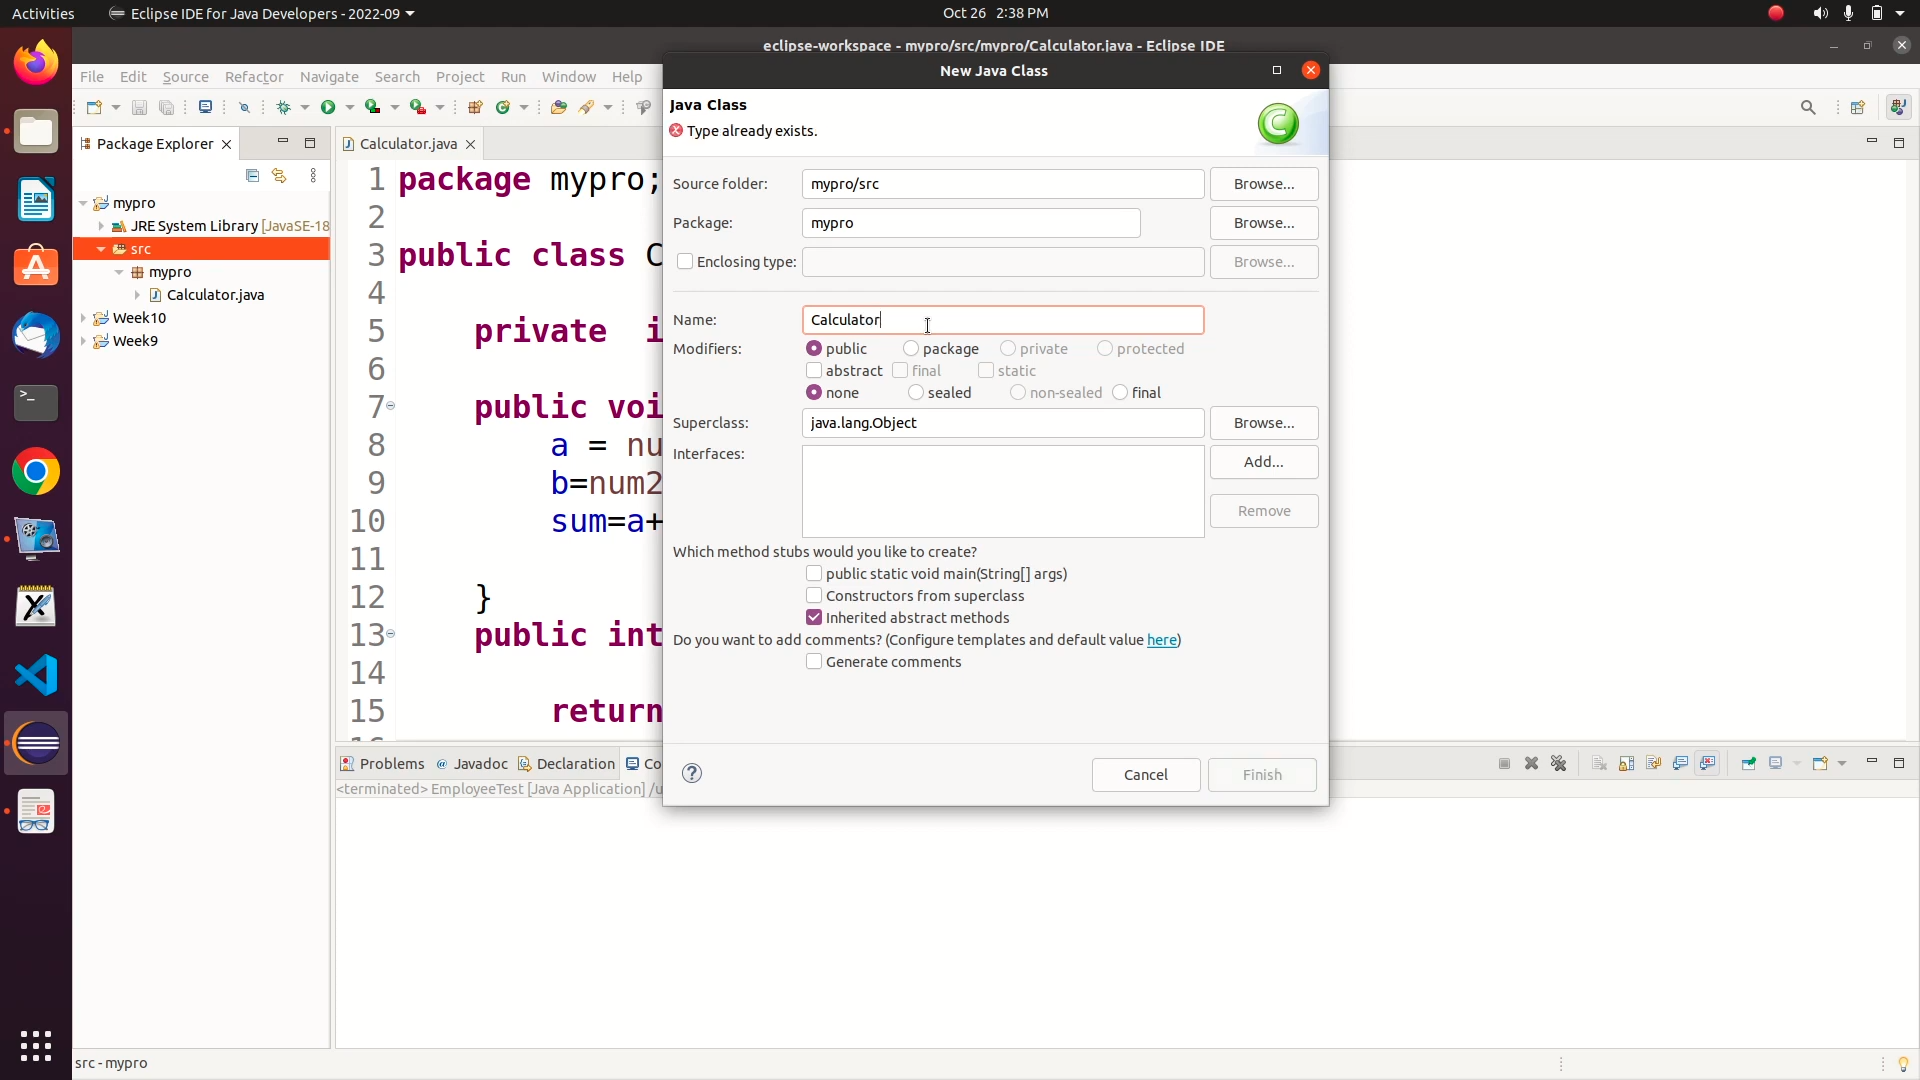 Activities
Eclipse IDE for Java Developers - 2022-09
Oct 26 2:38 PM
eclipse-workspace - mypro/src/mypro/Calculator.java - Eclipse IDE
File Edit Source Refactor Navigate Search Project Run Window Help
Package Explorer
mypro
JRE System Library [JavaSE-18
src
mypro
Calculator.java
Week10
Week9
Calculator.java
1 package mypro;
2
3 public class C
4
5 private i
6
7 public voi
8 a = nu
9 b=num2
10 sum=a+
11
12 }
13 public int
14
15 return
New Java Class
Java Class
Type already exists.
Source folder: mypro/src Browse...
Package: mypro Browse...
Enclosing type: Browse...
Name: Calculator
Modifiers: public package private protected
abstract final static
none sealed non-sealed final
Superclass: java.lang.Object Browse...
Interfaces: Add...
Remove
Which method stubs would you like to create?
public static void main(String[] args)
Constructors from superclass
Inherited abstract methods
Do you want to add comments? (Configure templates and default value here)
Generate comments
? Cancel Finish
Problems @ Javadoc Declaration Co
<terminated> EmployeeTest [Java Application] /u
src - mypro